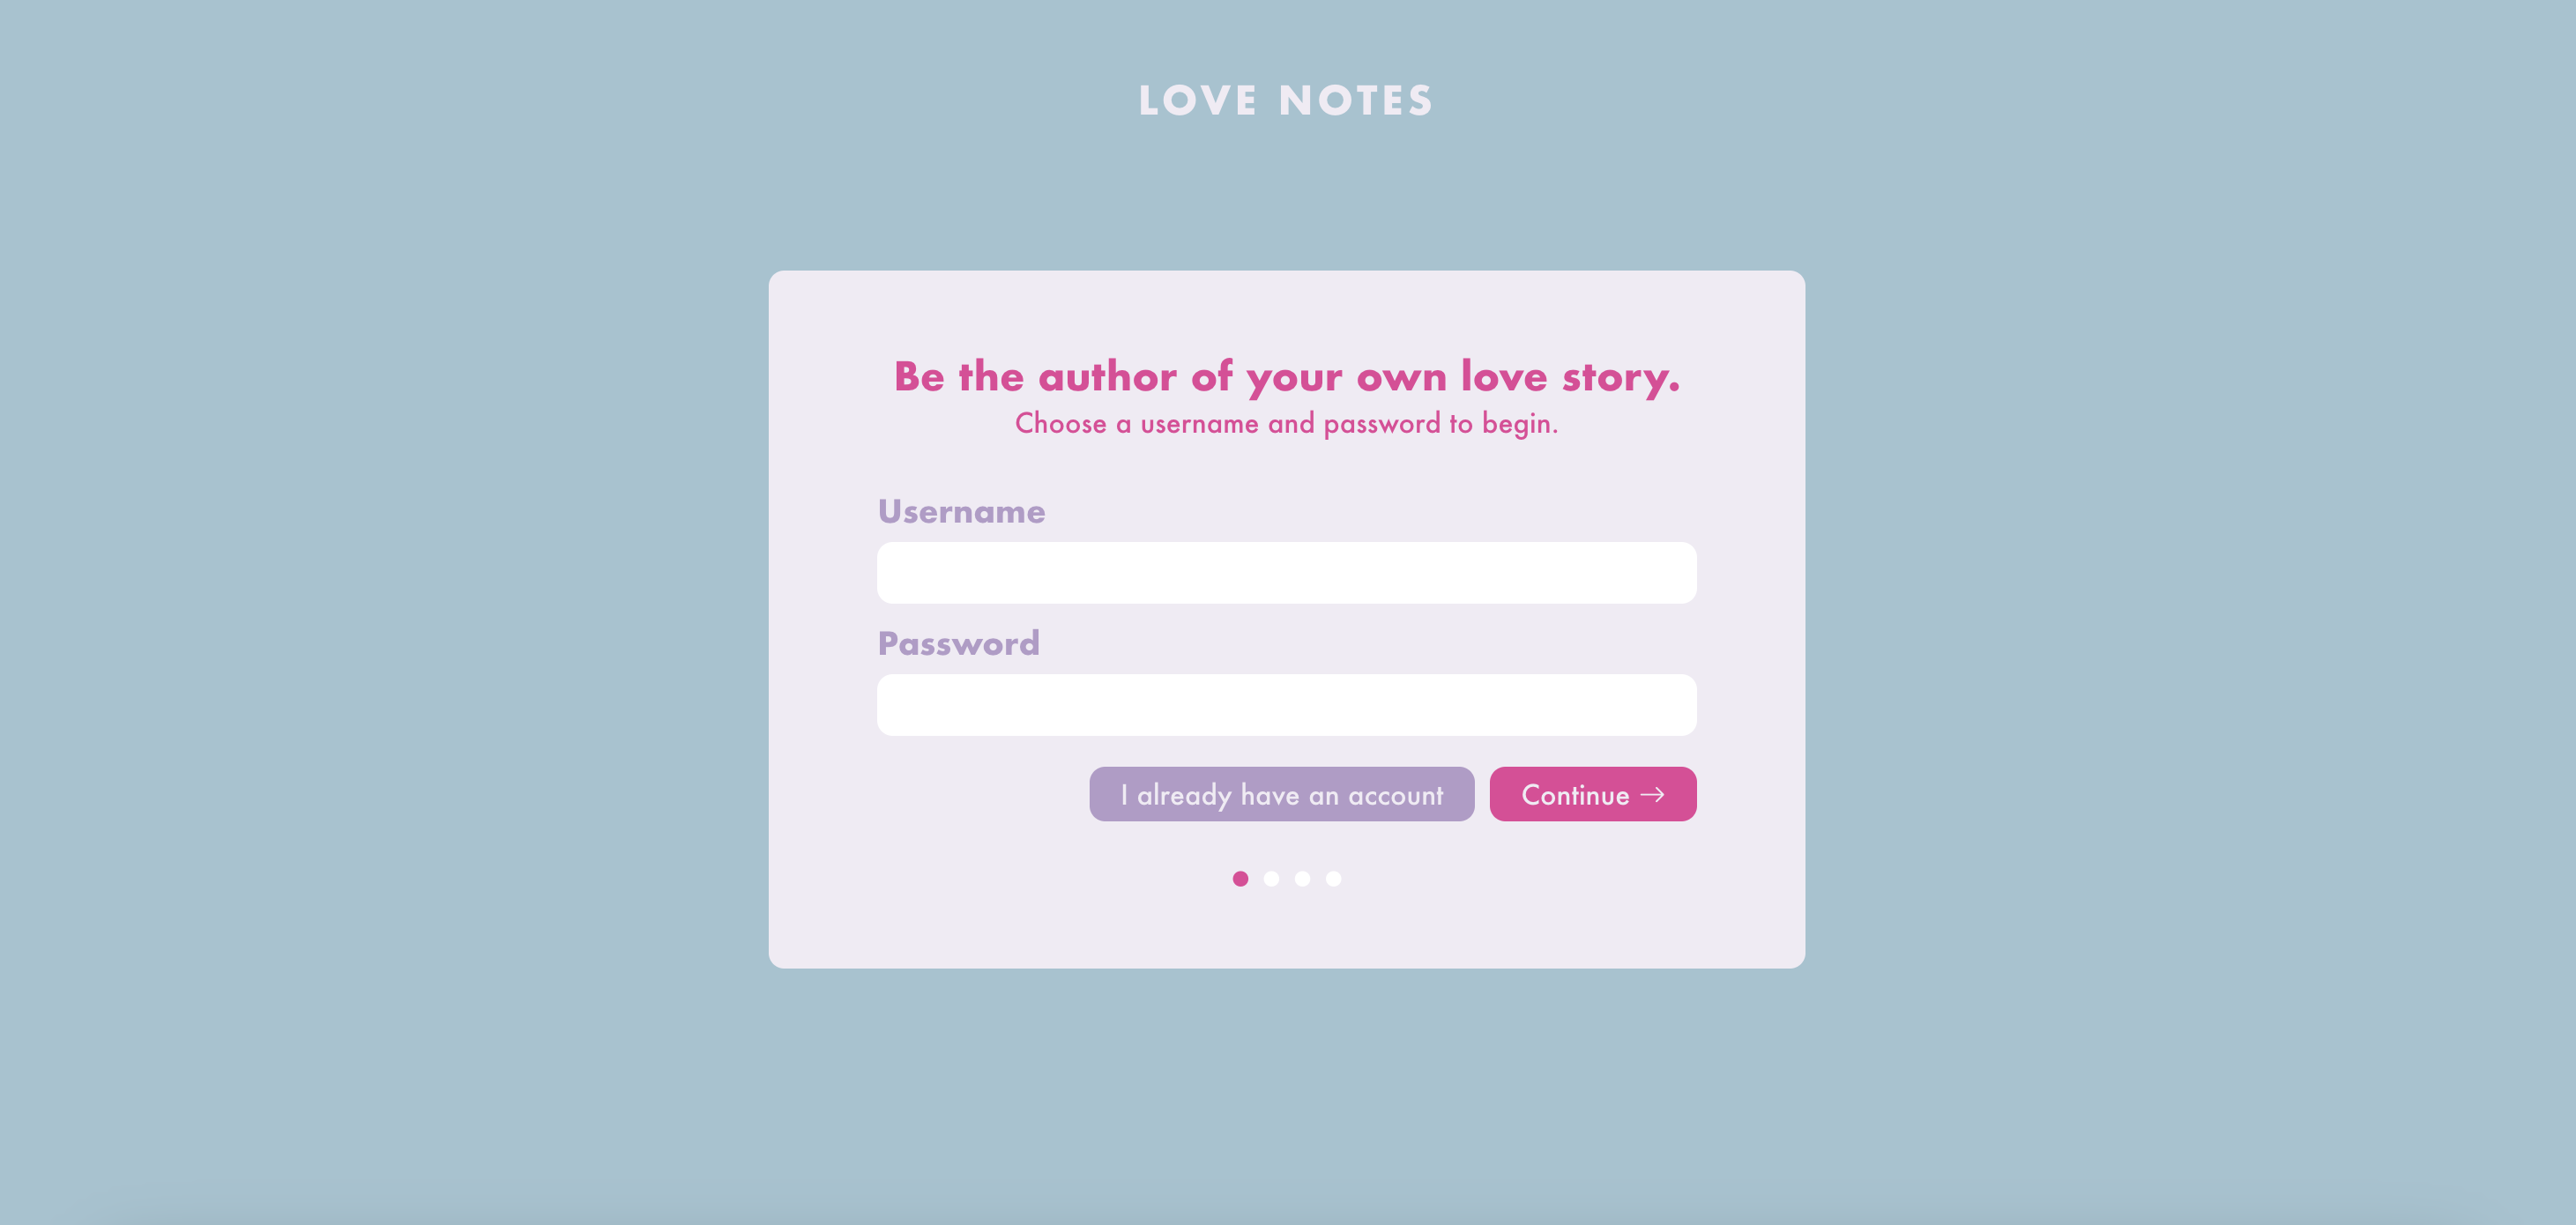 LOVE NOTES
Be the author of your own love story.
Choose a username and password to begin.
Username
Password
I already have an account
Continue →